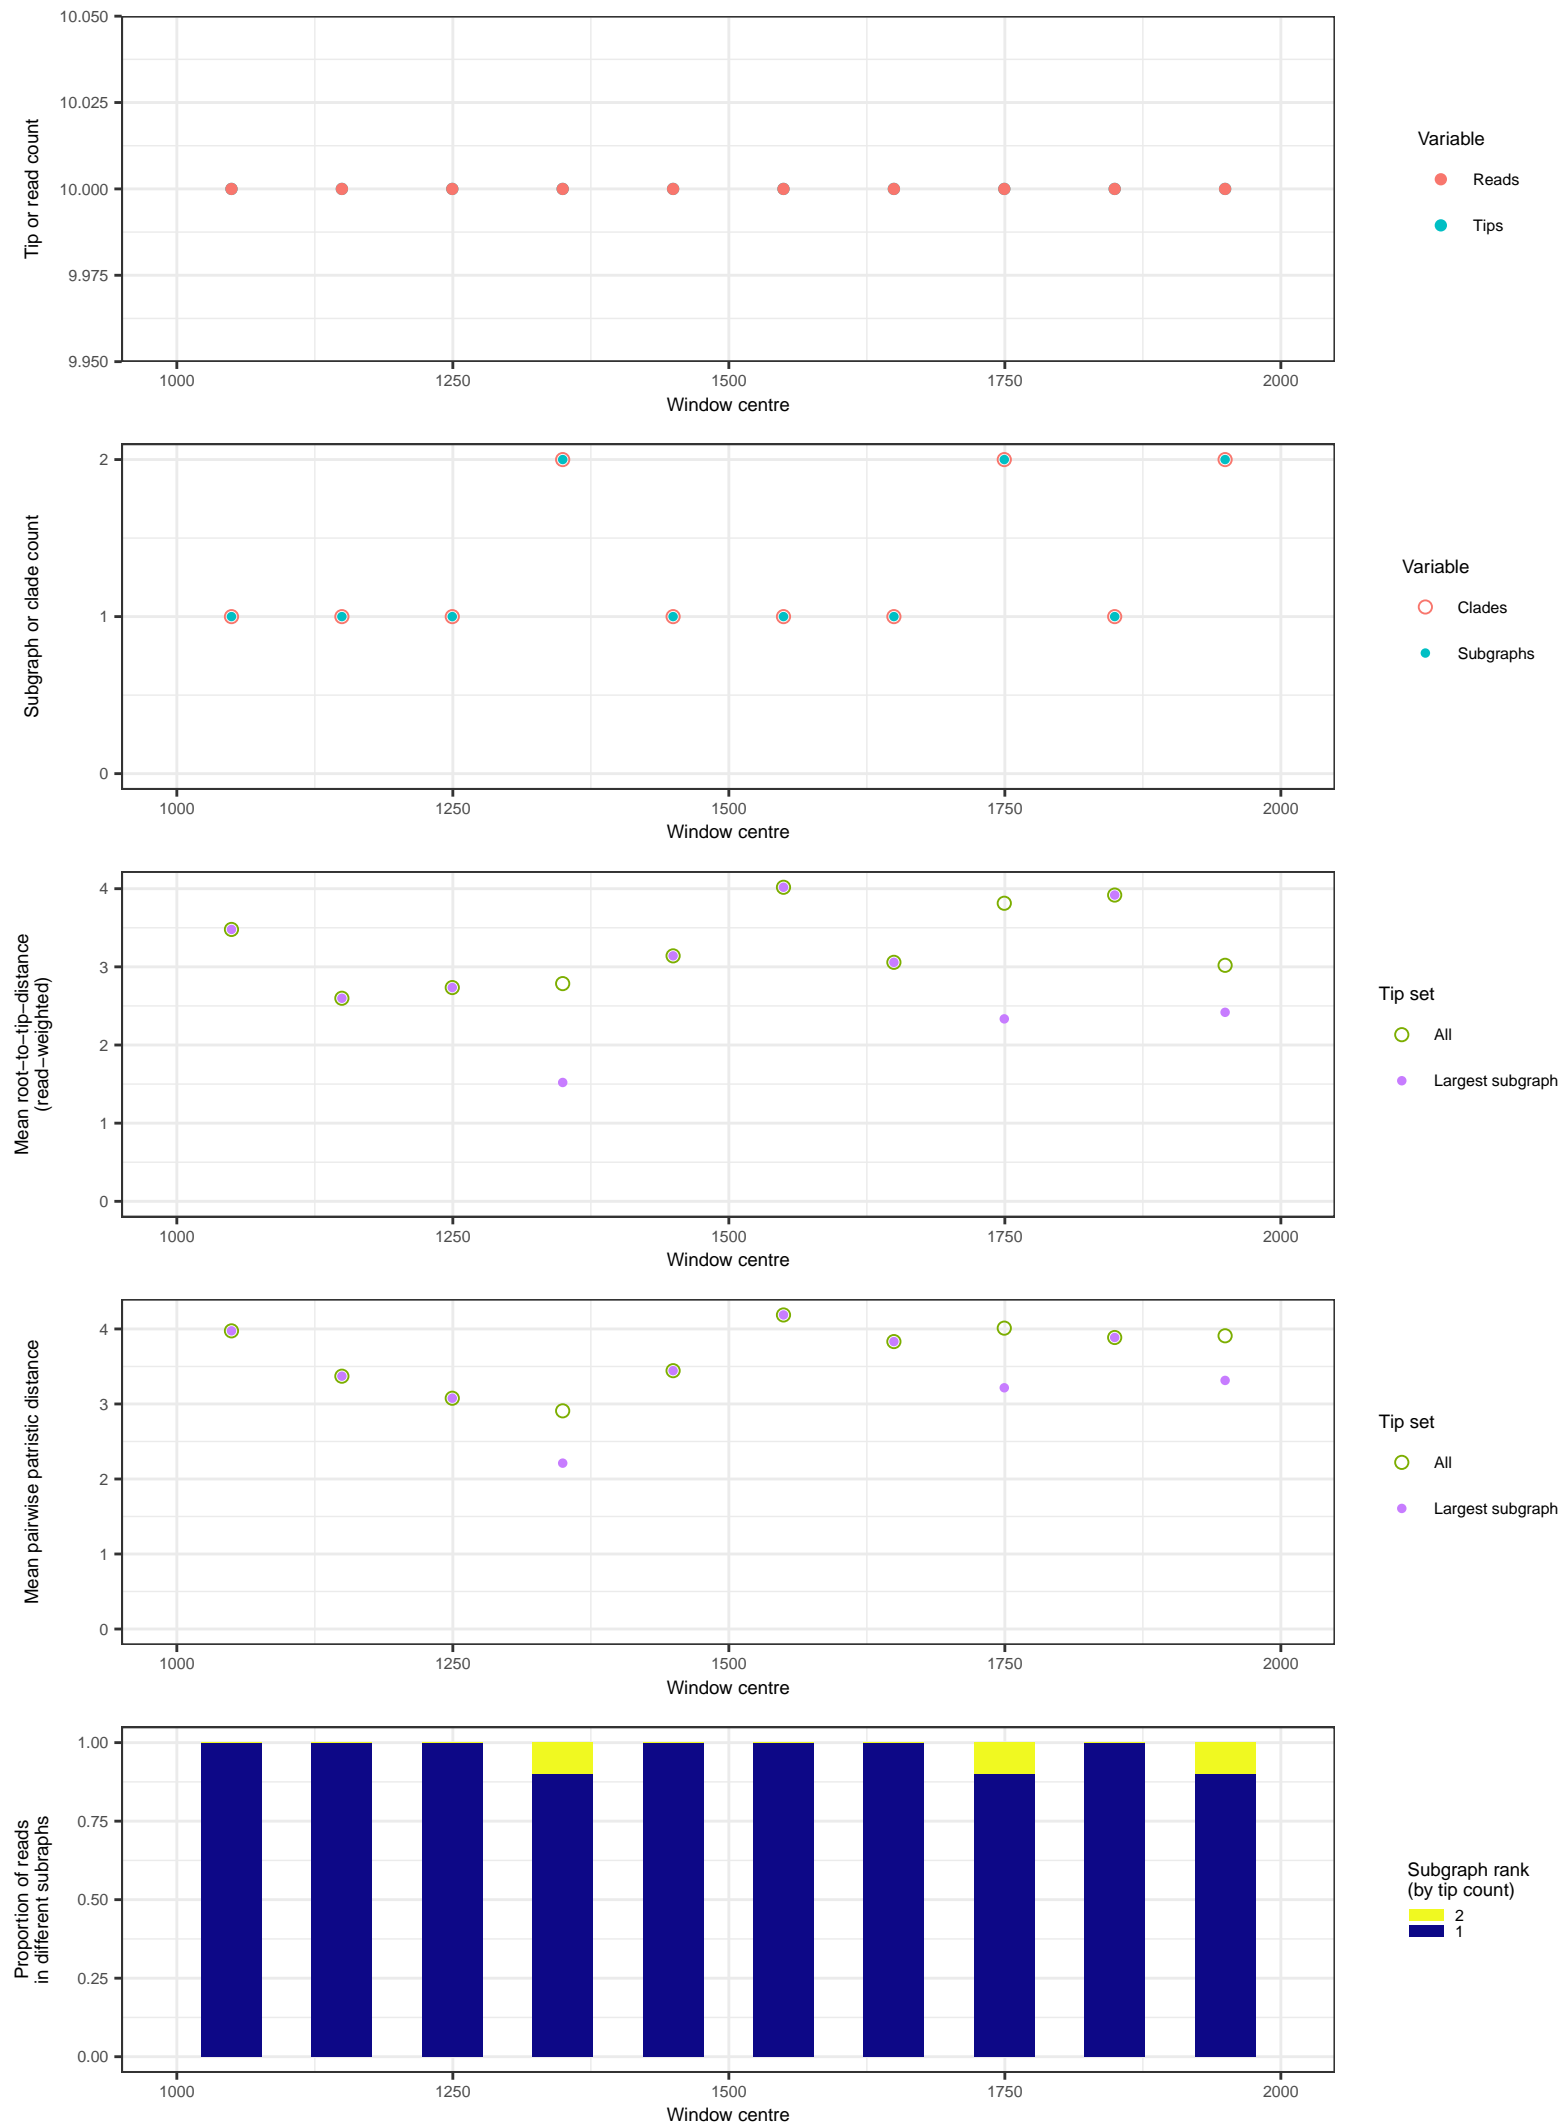 10.050
10.025
10.000
9.975
9.950
Tip or read count
1000 1250 1500 1750 2000
Window centre
Variable
Reads
Tips
2
1
0
Subgraph or clade count
1000 1250 1500 1750 2000
Window centre
Variable
Clades
Subgraphs
4
3
2
1
0
Mean root−to−tip−distance
(read−weighted)
1000 1250 1500 1750 2000
Window centre
Tip set
All
Largest subgraph
4
3
2
1
0
Mean pairwise patristic distance
1000 1250 1500 1750 2000
Window centre
Tip set
All
Largest subgraph
1.00
0.75
0.50
0.25
0.00
Proportion of reads
in different subraphs
1000 1250 1500 1750 2000
Window centre
Subgraph rank
(by tip count)
2
1